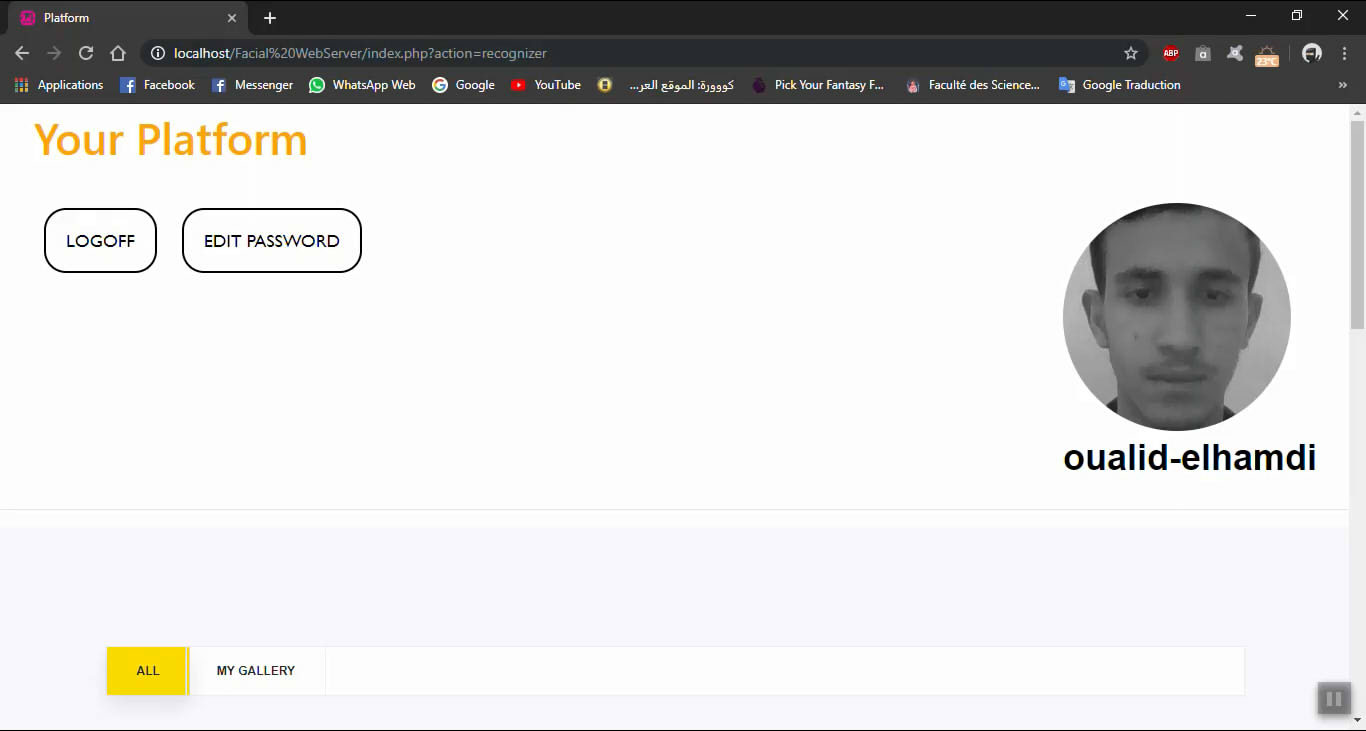 Platform
localhost/Facial%20WebServer/index.php?action=recognizer
ABP
a
23°C
Applications
Facebook
Messenger
WhatsApp Web
Google
YouTube
كووورة: الموقع العر...
Pick Your Fantasy F...
Faculté des Science...
Google Traduction
»
Your Platform
LOGOFF
EDIT PASSWORD
oualid-elhamdi
ALL
MY GALLERY